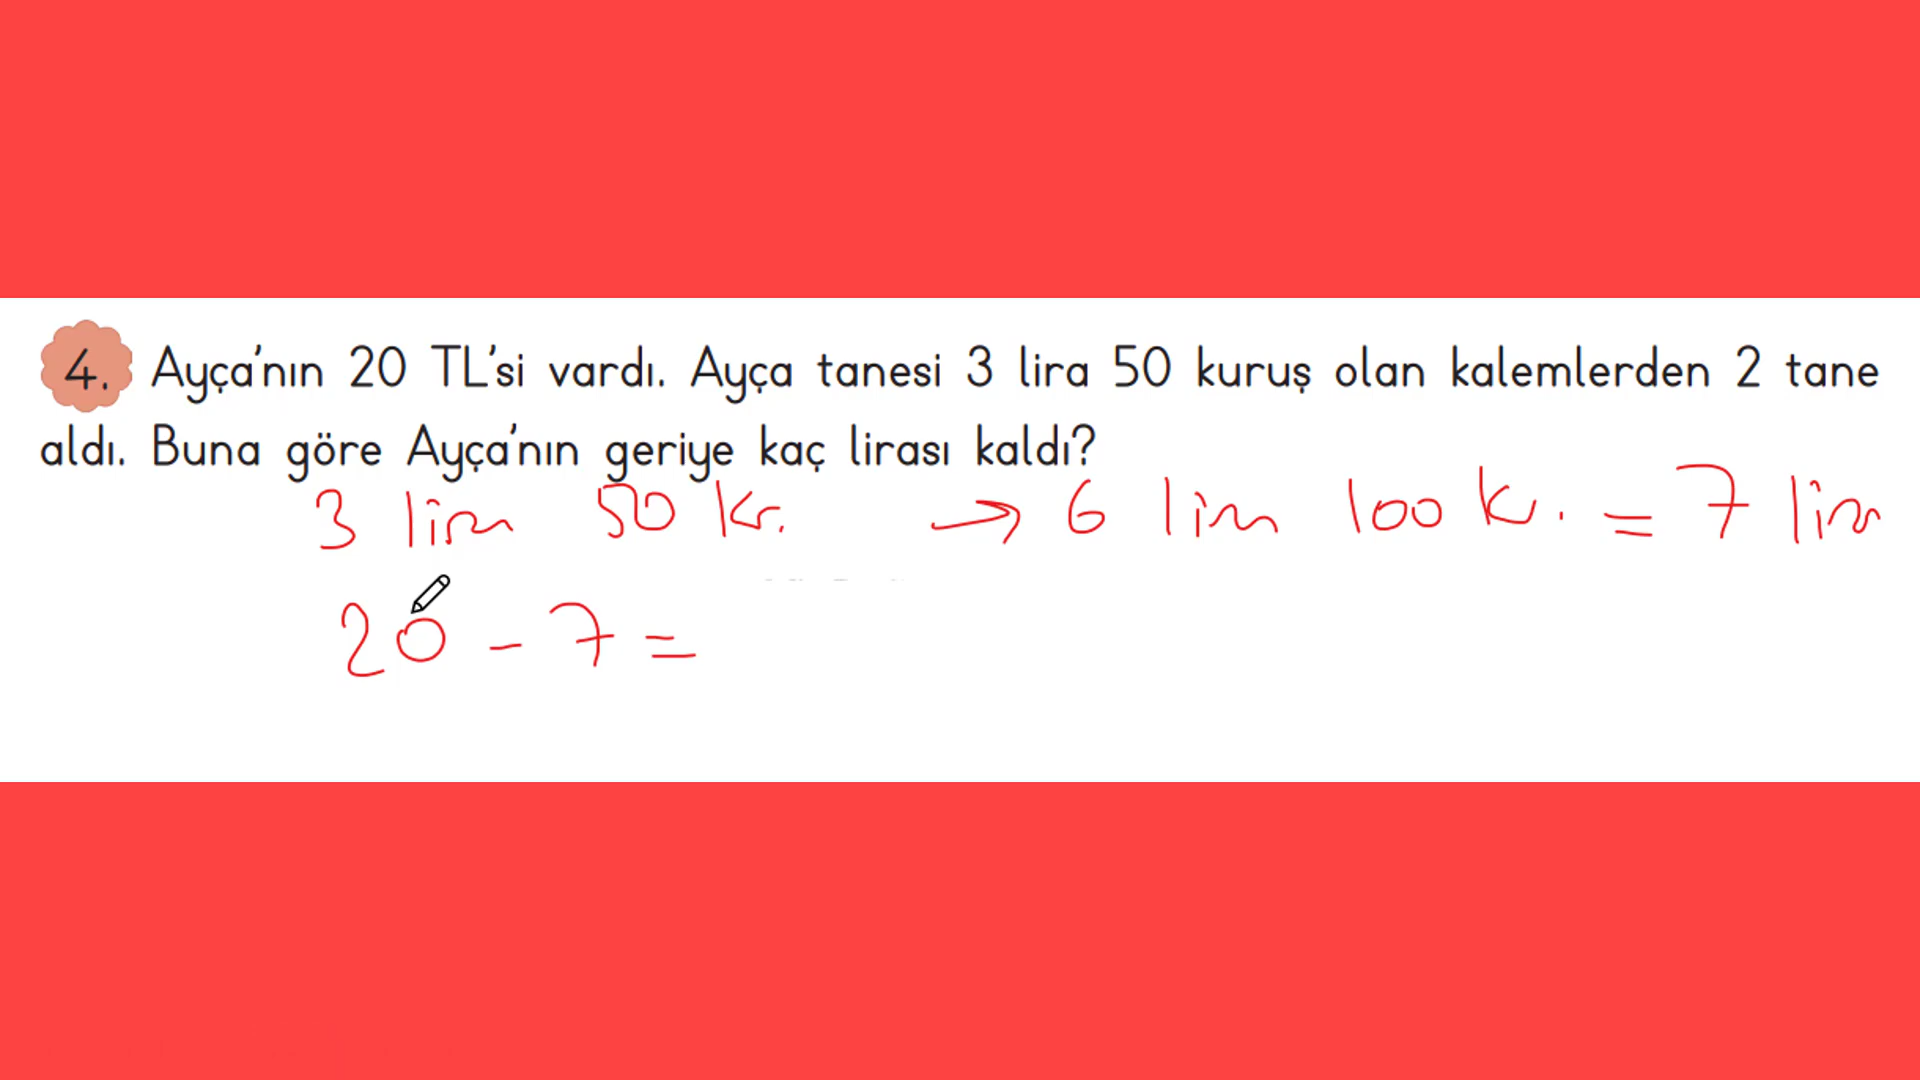 4. Ayça'nın 20 TL'si vardı. Ayça tanesi 3 lira 50 kuruş olan kalemlerden 2 tane
aldı. Buna göre Ayça'nın geriye kaç lirası kaldı?
3 lira 50 kr. → 6 lira 100 kr. = 7 lira
20 - 7 =